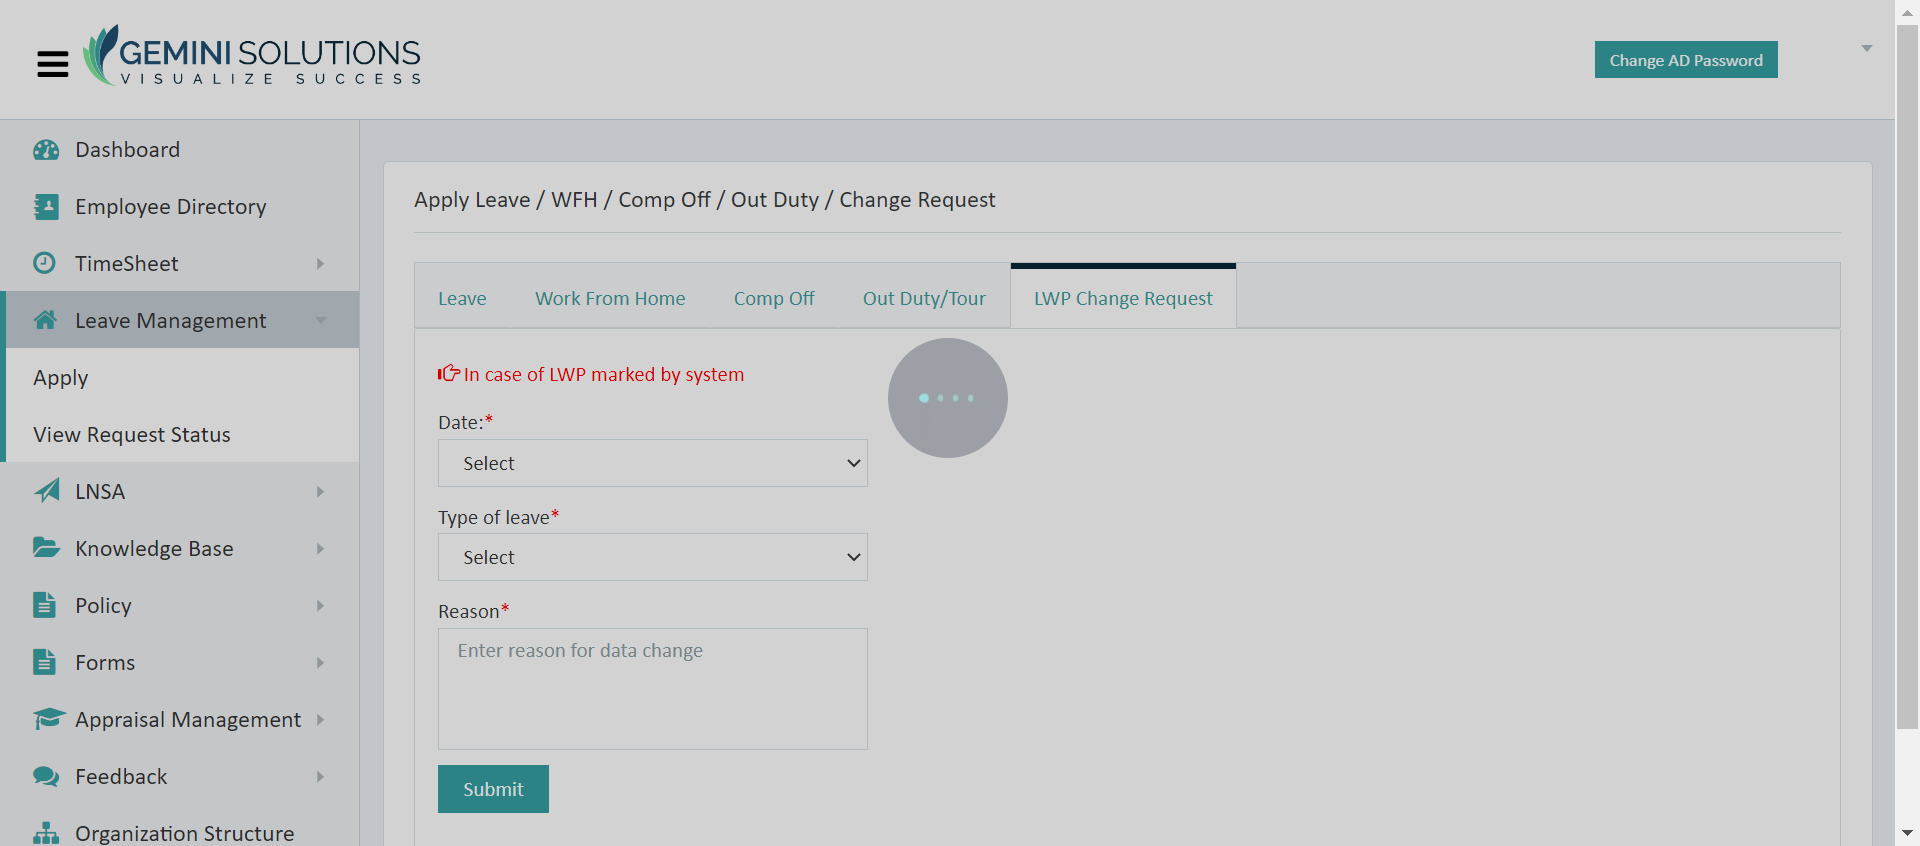 GEMINI SOLUTIONS
VISUALIZE SUCCESS
Change AD Password
Dashboard
Employee Directory
TimeSheet
Leave Management
Apply
View Request Status
LNSA
Knowledge Base
Policy
Forms
Appraisal Management
Feedback
Organization Structure
Apply Leave / WFH / Comp Off / Out Duty / Change Request
Leave Work From Home Comp Off Out Duty/Tour LWP Change Request
In case of LWP marked by system
Date:*
Select
Type of leave*
Select
Reason*
Enter reason for data change
Submit